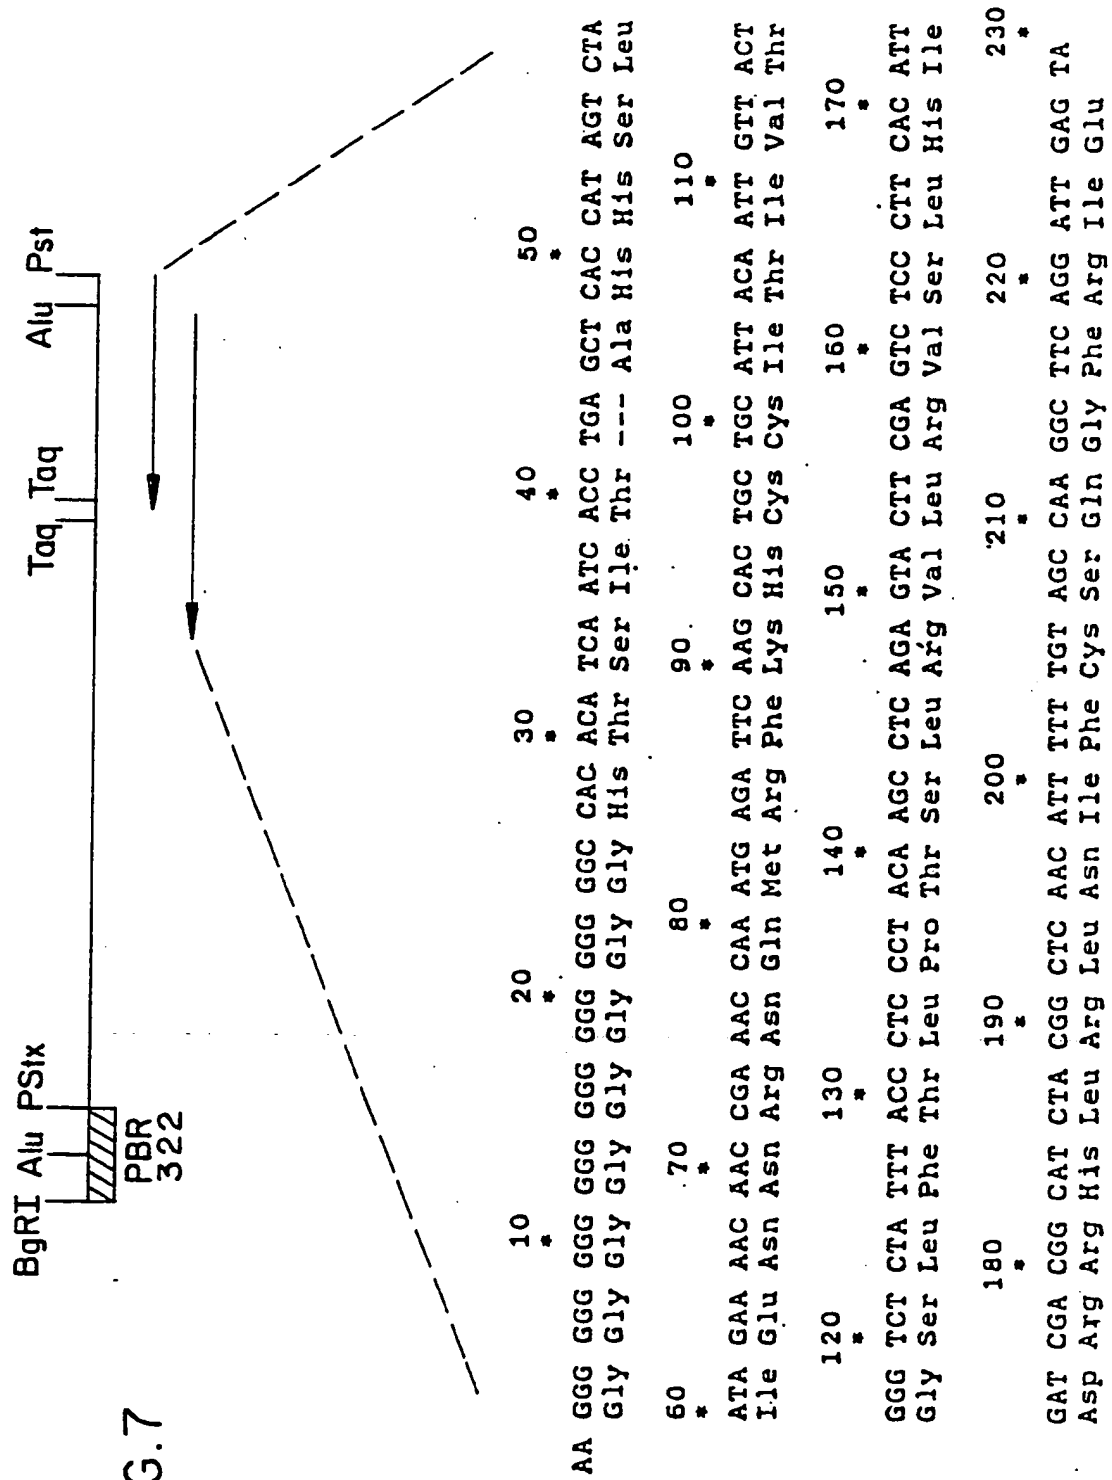 G.7
BgRI Alu PStx Taq Taq Alu Pst
PBR
322
10 20 30 40 50
* * * * *
AA GGG GGG GGG GGG GGG GGG GGG GGC CAC ACA TCA ATC ACC TGA GCT CAC CAT AGT CTA
Gly Gly Gly Gly Gly Gly Gly Gly His Thr Ser Ile Thr --- Ala His His Ser Leu
60 70 80 90 100 110
* * * * * *
ATA GAA AAC AAC CGA AAC CAA ATG AGA TTC AAG CAC TGC TGC ATT ACA ATT GTT ACT
Ile Glu Asn Asn Arg Asn Gln Met Arg Phe Lys His Cys Cys Ile Thr Ile Val Thr
120 130 140 150 160 170
* * * * * *
GGG TCT CTA TTT ACC CTC CCT ACA AGC CTC AGA GTA CTT CGA GTC TCC CTT CAC ATT
Gly Ser Leu Phe Thr Leu Pro Thr Ser Leu Arg Val Leu Arg Val Ser Leu His Ile
180 190 200 210 220 230
* * * * * *
GAT CGA CGG CAT CTA CGG CTC AAC ATT TTT TGT AGC CAA GGC TTC AGG ATT GAG TA
Asp Arg Arg His Leu Arg Leu Asn Ile Phe Cys Ser Gln Gly Phe Arg Ile Glu